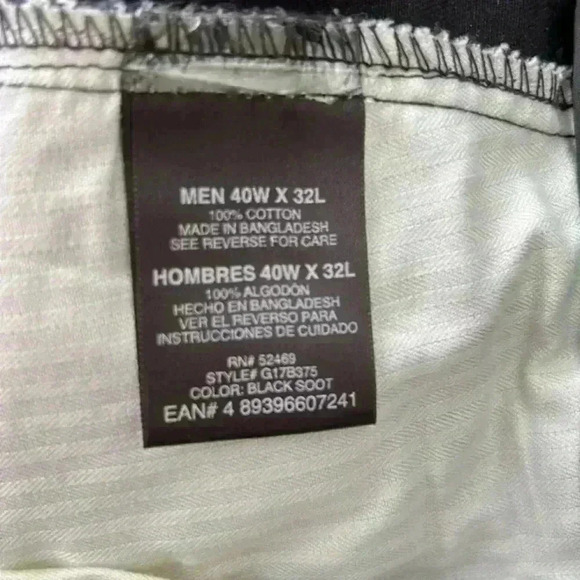 MEN 40W X 32L
100% COTTON
MADE IN BANGLADESH
SEE REVERSE FOR CARE
HOMBRES 40W X 32L
100% ALGODÓN
HECHO EN BANGLADESH
VER EL REVERSO PARA
INSTRUCCIONES DE CUIDADO
RN# 52469
STYLE# G17B375
COLOR: BLACK SOOT
EAN# 4 89396607241